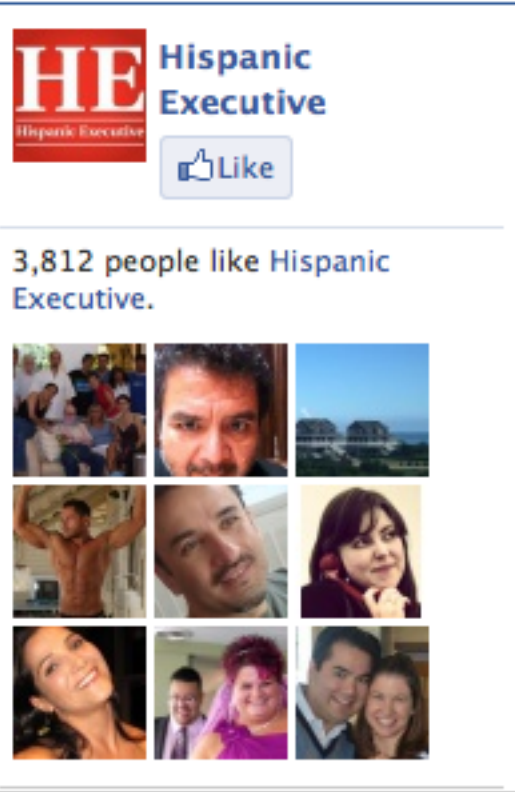 HE
Hispanic Executive
Hispanic
Executive
Like
3,812 people like Hispanic
Executive.